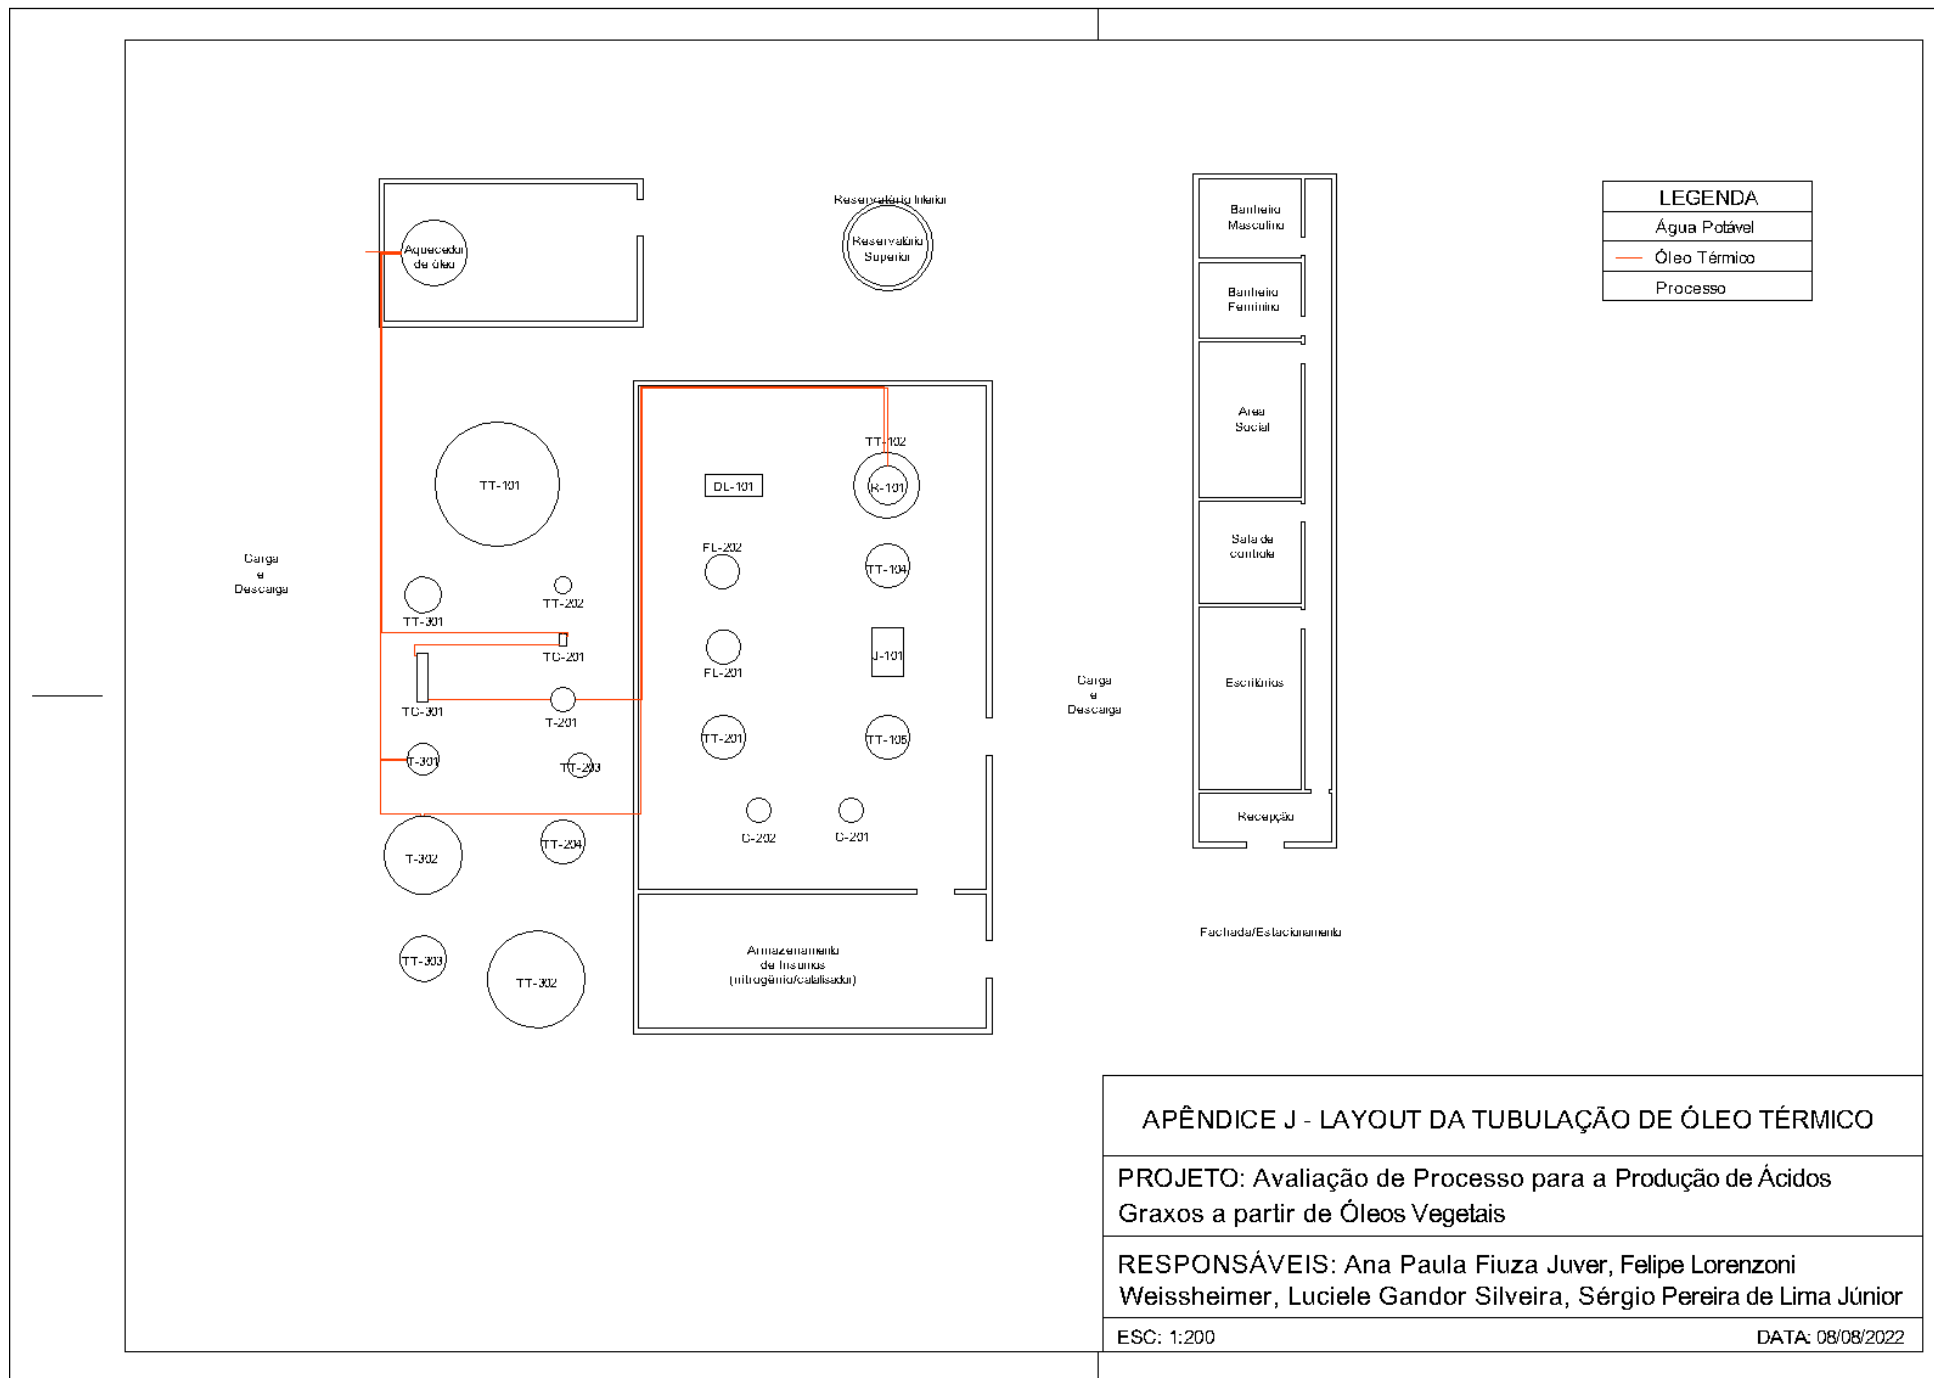 Reservatório Inferior
Reservatório
Superior
Aquecedor
de óleo
Banheiro
Masculino
Banheiro
Feminino
Área
Social
Sala de
controle
Escritórios
Recepção
LEGENDA
Água Potável
Óleo Térmico
Processo
TT-102
R-101
DL-101
TT-101
FL-202
TT-104
Carga
e
Descarga
TT-301
TT-202
TC-201
FL-201
J-101
TC-301
T-201
Carga
e
Descarga
TT-201
TT-105
T-301
TT-203
C-202
C-201
T-302
TT-204
TT-303
TT-302
Armazenamento
de Insumos
(nitrogênio/catalisador)
Fachada/Estacionamento
APÊNDICE J - LAYOUT DA TUBULAÇÃO DE ÓLEO TÉRMICO
PROJETO: Avaliação de Processo para a Produção de Ácidos
Graxos a partir de Óleos Vegetais
RESPONSÁVEIS: Ana Paula Fiuza Juver, Felipe Lorenzoni
Weissheimer, Luciele Gandor Silveira, Sérgio Pereira de Lima Júnior
ESC: 1:200
DATA: 08/08/2022